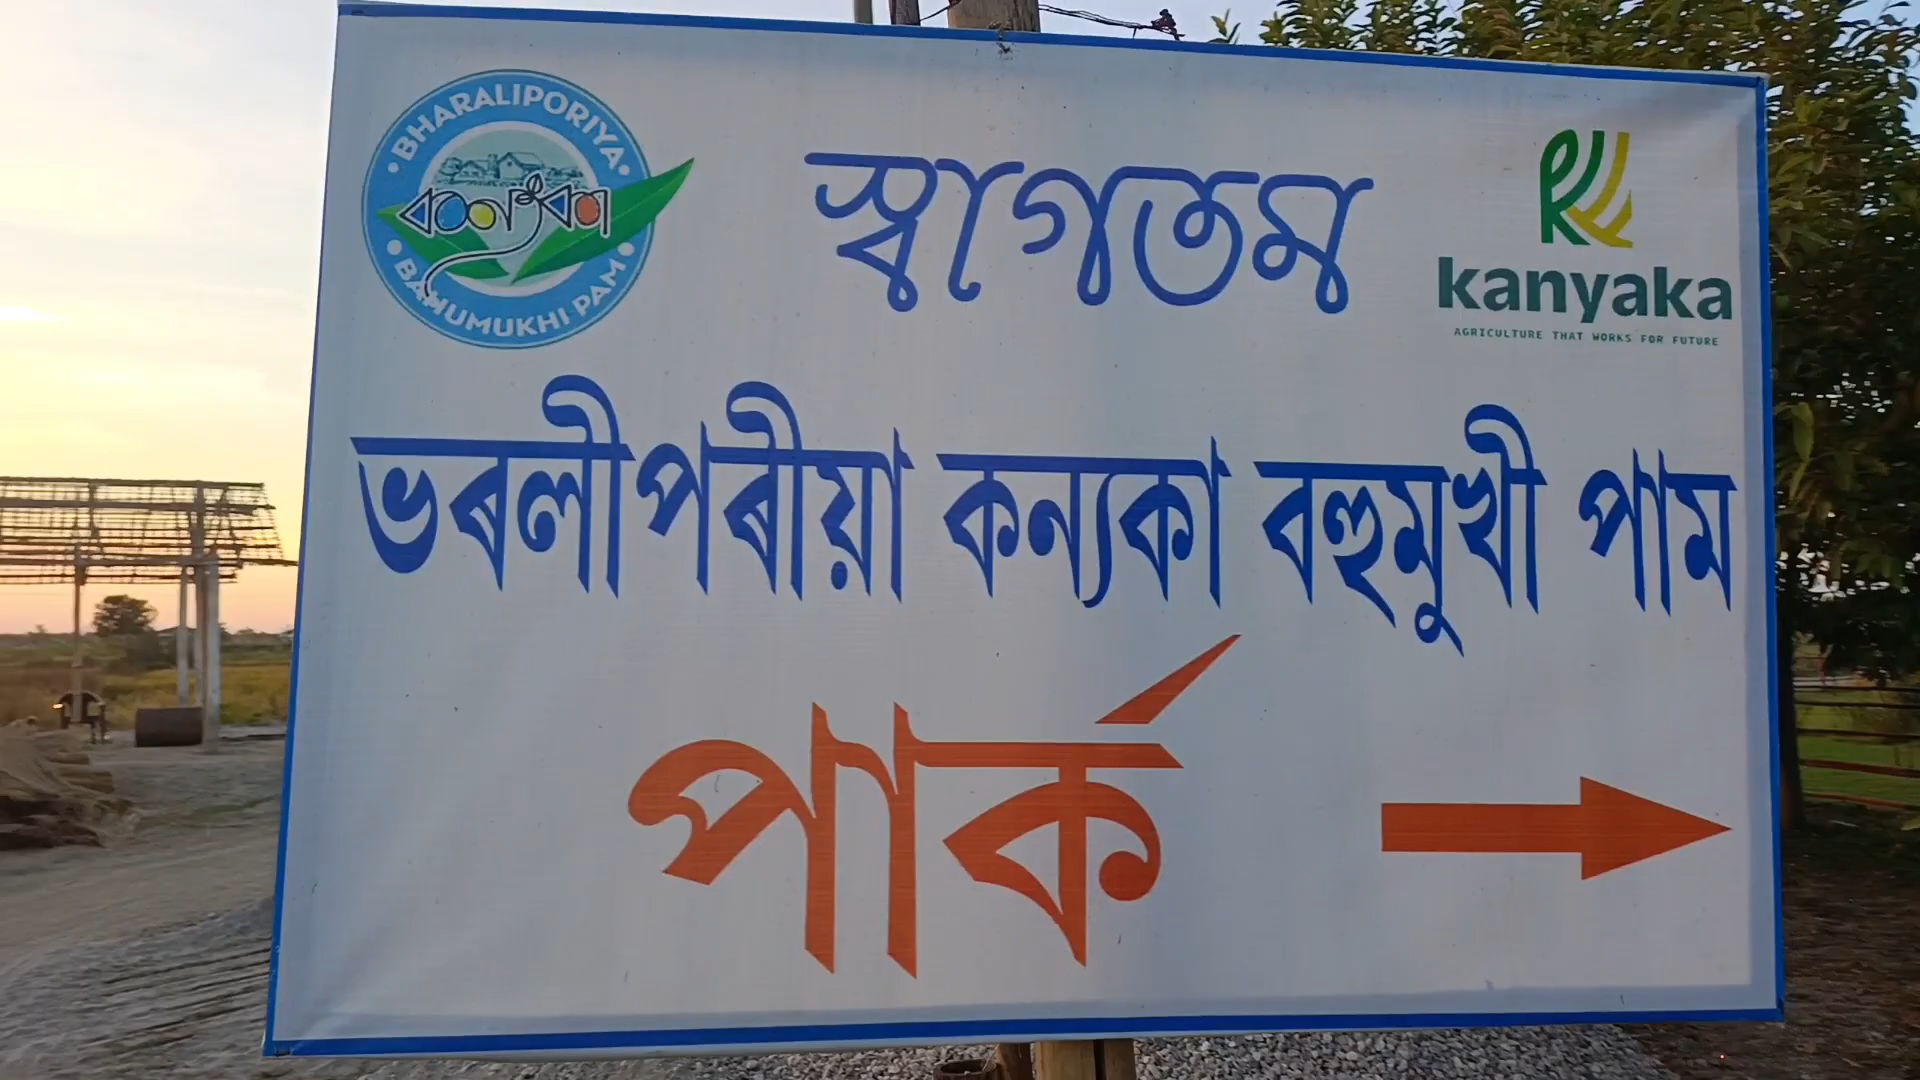 BHARALIPORIYA
BAHUMUKHI PAM
স্বাগতম
kanyaka
AGRICULTURE THAT WORKS FOR FUTURE
ভৰলীপৰীয়া কন্যকা বহুমুখী পাম
পাৰ্ক